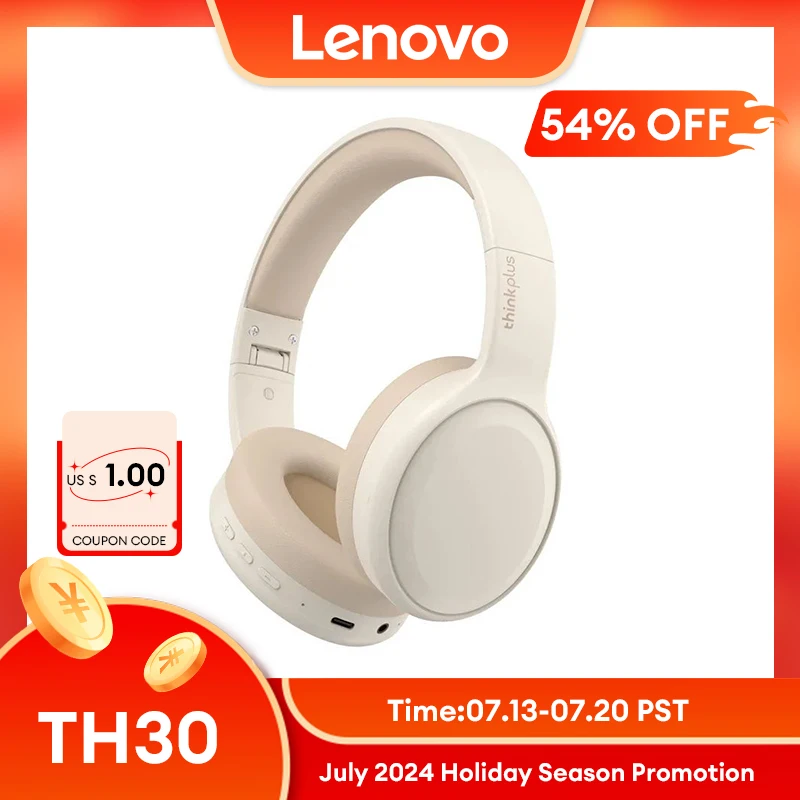 Lenovo
54% OFF
thinkplus
US $ 1.00
COUPON CODE
¥
¥
TH30
Time:07.13-07.20 PST
July 2024 Holiday Season Promotion